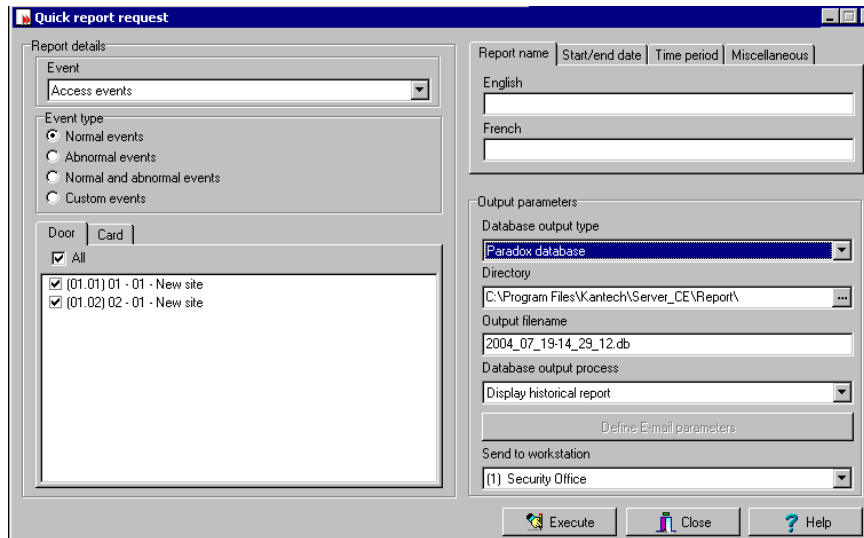 Quick report request
Report details
Event
Access events
Event type
Normal events
Abnormal events
Normal and abnormal events
Custom events
Door Card
All
(01.01) 01 - 01 - New site
(01.02) 02 - 01 - New site
Report name Start/end date Time period Miscellaneous
English
French
Output parameters
Database output type
Paradox database
Directory
C:\Program Files\Kantech\Server_CE\Report\ ...
Output filename
2004_07_19-14_29_12.db
Database output process
Display historical report
Define E-mail parameters
Send to workstation
(1) Security Office
Execute Close ? Help